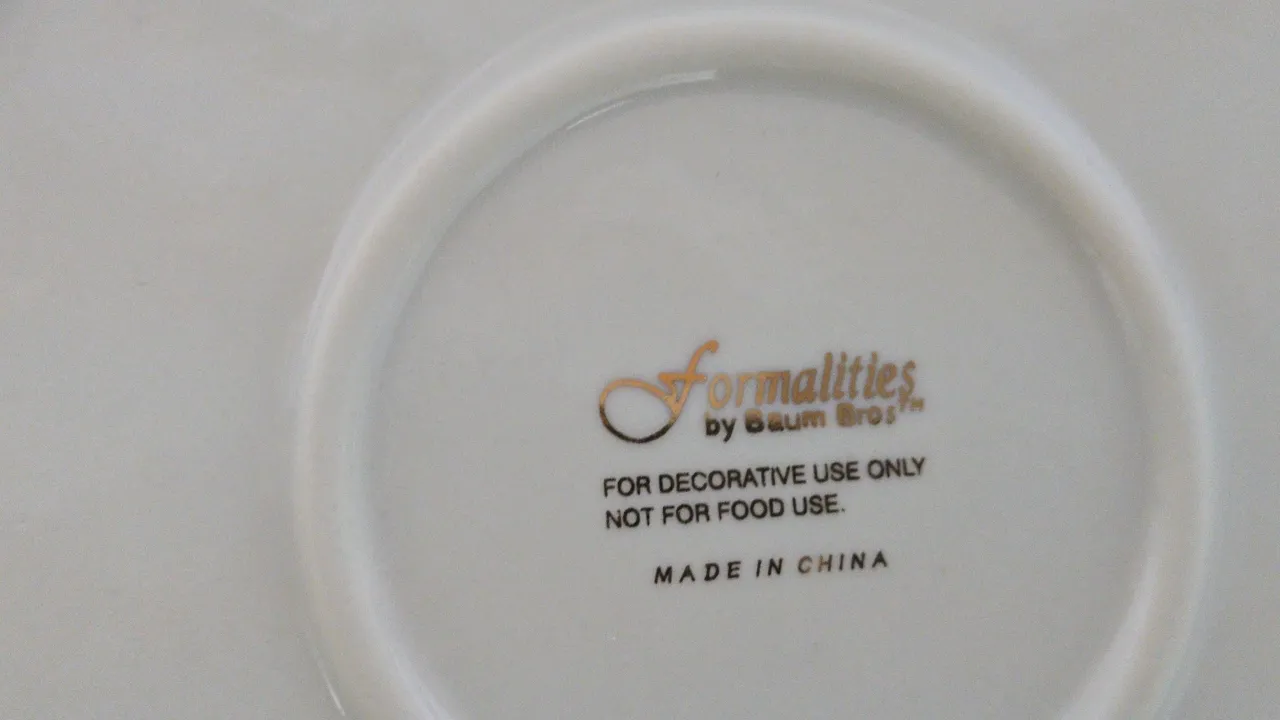 formalities
by Baum Bros™
FOR DECORATIVE USE ONLY
NOT FOR FOOD USE.
MADE IN CHINA